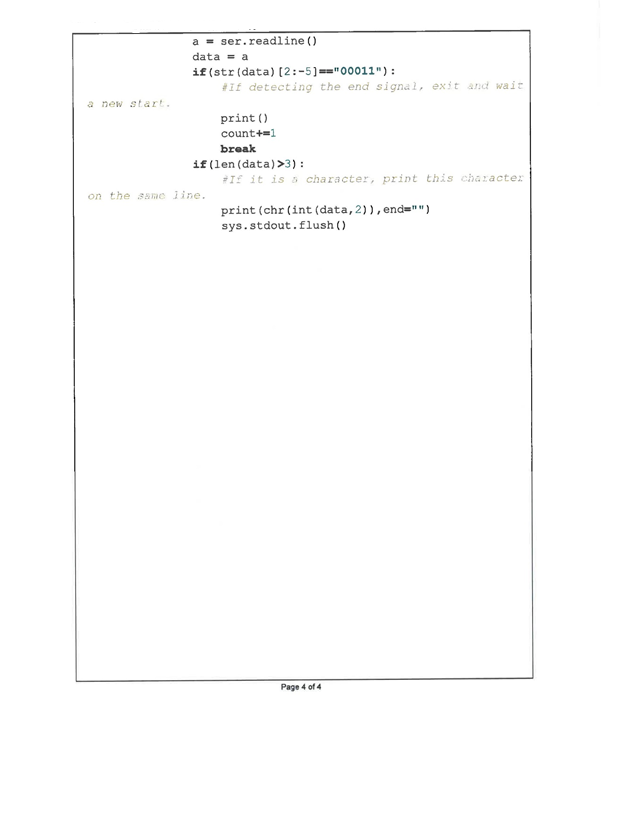 a = ser.readline()
data = a
if(str(data)[2:-5]=="00011"):
#If detecting the end signal, exit and wait
a new start.
print()
count+=1
break
if(len(data)>3):
#If it is a character, print this character
on the same line.
print(chr(int(data,2)),end="")
sys.stdout.flush()
Page 4 of 4